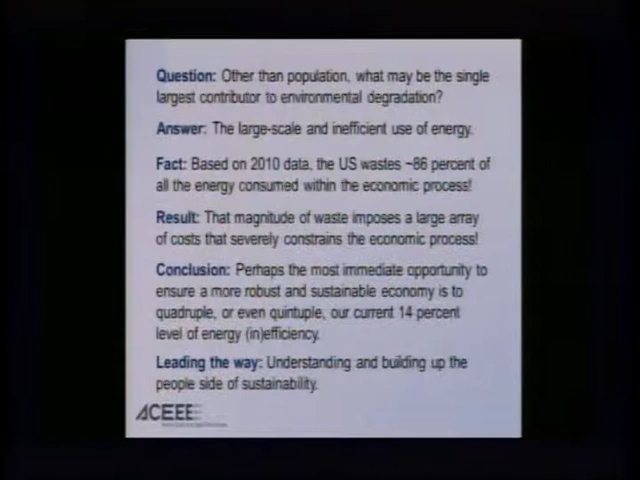 Question: Other than population, what may be the single
largest contributor to environmental degradation?
Answer: The large-scale and inefficient use of energy.
Fact: Based on 2010 data, the US wastes ~86 percent of
all the energy consumed within the economic process!
Result: That magnitude of waste imposes a large array
of costs that severely constrains the economic process!
Conclusion: Perhaps the most immediate opportunity to
ensure a more robust and sustainable economy is to
quadruple, or even quintuple, our current 14 percent
level of energy (in)efficiency.
Leading the way: Understanding and building up the
people side of sustainability.
ACEEE